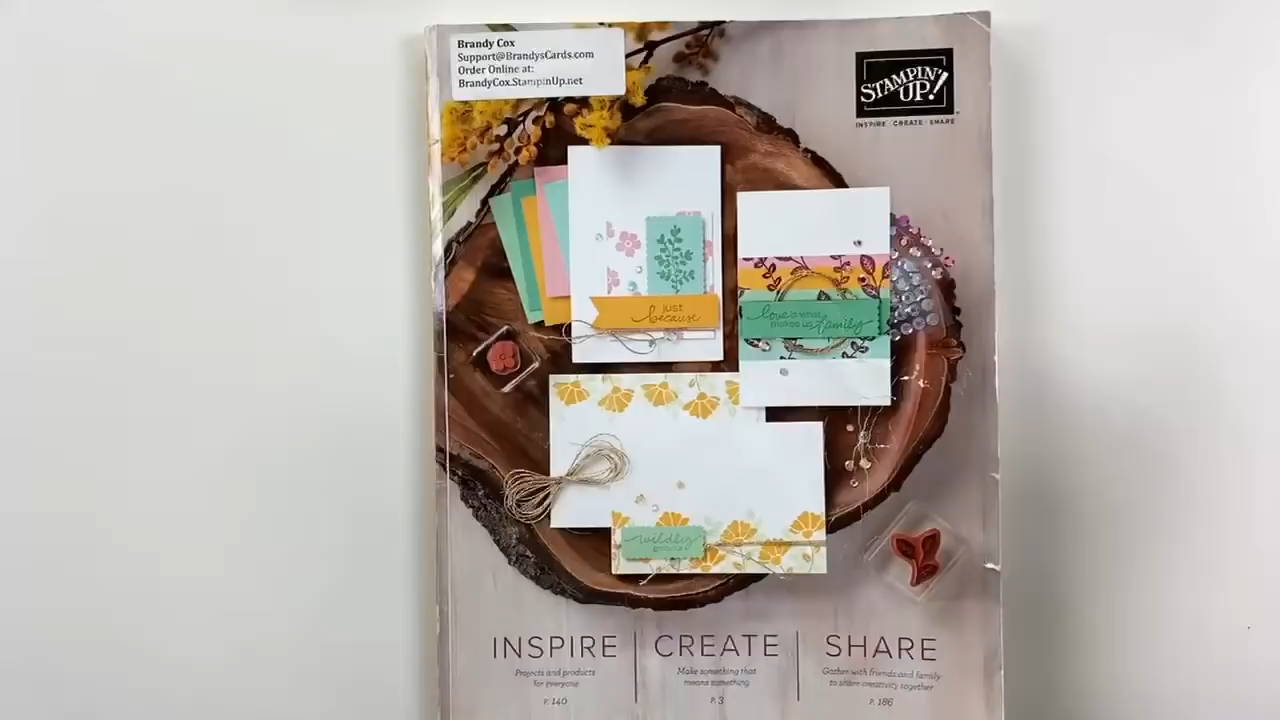 Brandy Cox
Support@BrandysCards.com
Order Online at:
BrandyCox.StampinUp.net
STAMPIN'
UP!
INSPIRE · CREATE · SHARE
just
because
love is what
makes us family
wildly
INSPIRE
Projects and products
for everyone
P. 140
CREATE
Make something that
means something
P. 3
SHARE
Gather with friends and family
to share creativity together
P. 186